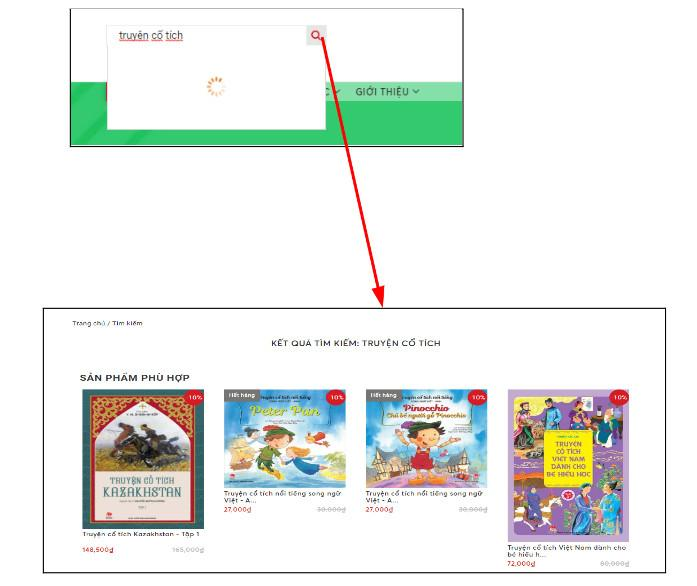 truyện cổ tích
C
GIỚI THIỆU
Trang chủ / Tìm kiếm
KẾT QUẢ TÌM KIẾM: TRUYỆN CỔ TÍCH
SẢN PHẨM PHÙ HỢP
10%
TRUYỆN CỔ TÍCH
KAZAKHSTAN
Truyện cổ tích Kazakhstan - Tập 1
148,500₫ 165,000₫
Hết hàng
10%
Truyện cổ tích nổi tiếng
Peter Pan
Truyện cổ tích nổi tiếng song ngữ
Việt - A...
27,000₫ 30,000₫
Hết hàng
10%
Truyện cổ tích nổi tiếng
Pinocchio
Chú bé người gỗ Pinocchio
Truyện cổ tích nổi tiếng song ngữ
Việt - A...
27,000₫ 30,000₫
10%
TRUYỆN
CỔ TÍCH
VIỆT NAM
DÀNH CHO
BÉ HIẾU HỌC
Truyện cổ tích Việt Nam dành cho
bé hiếu h...
72,000₫ 80,000₫